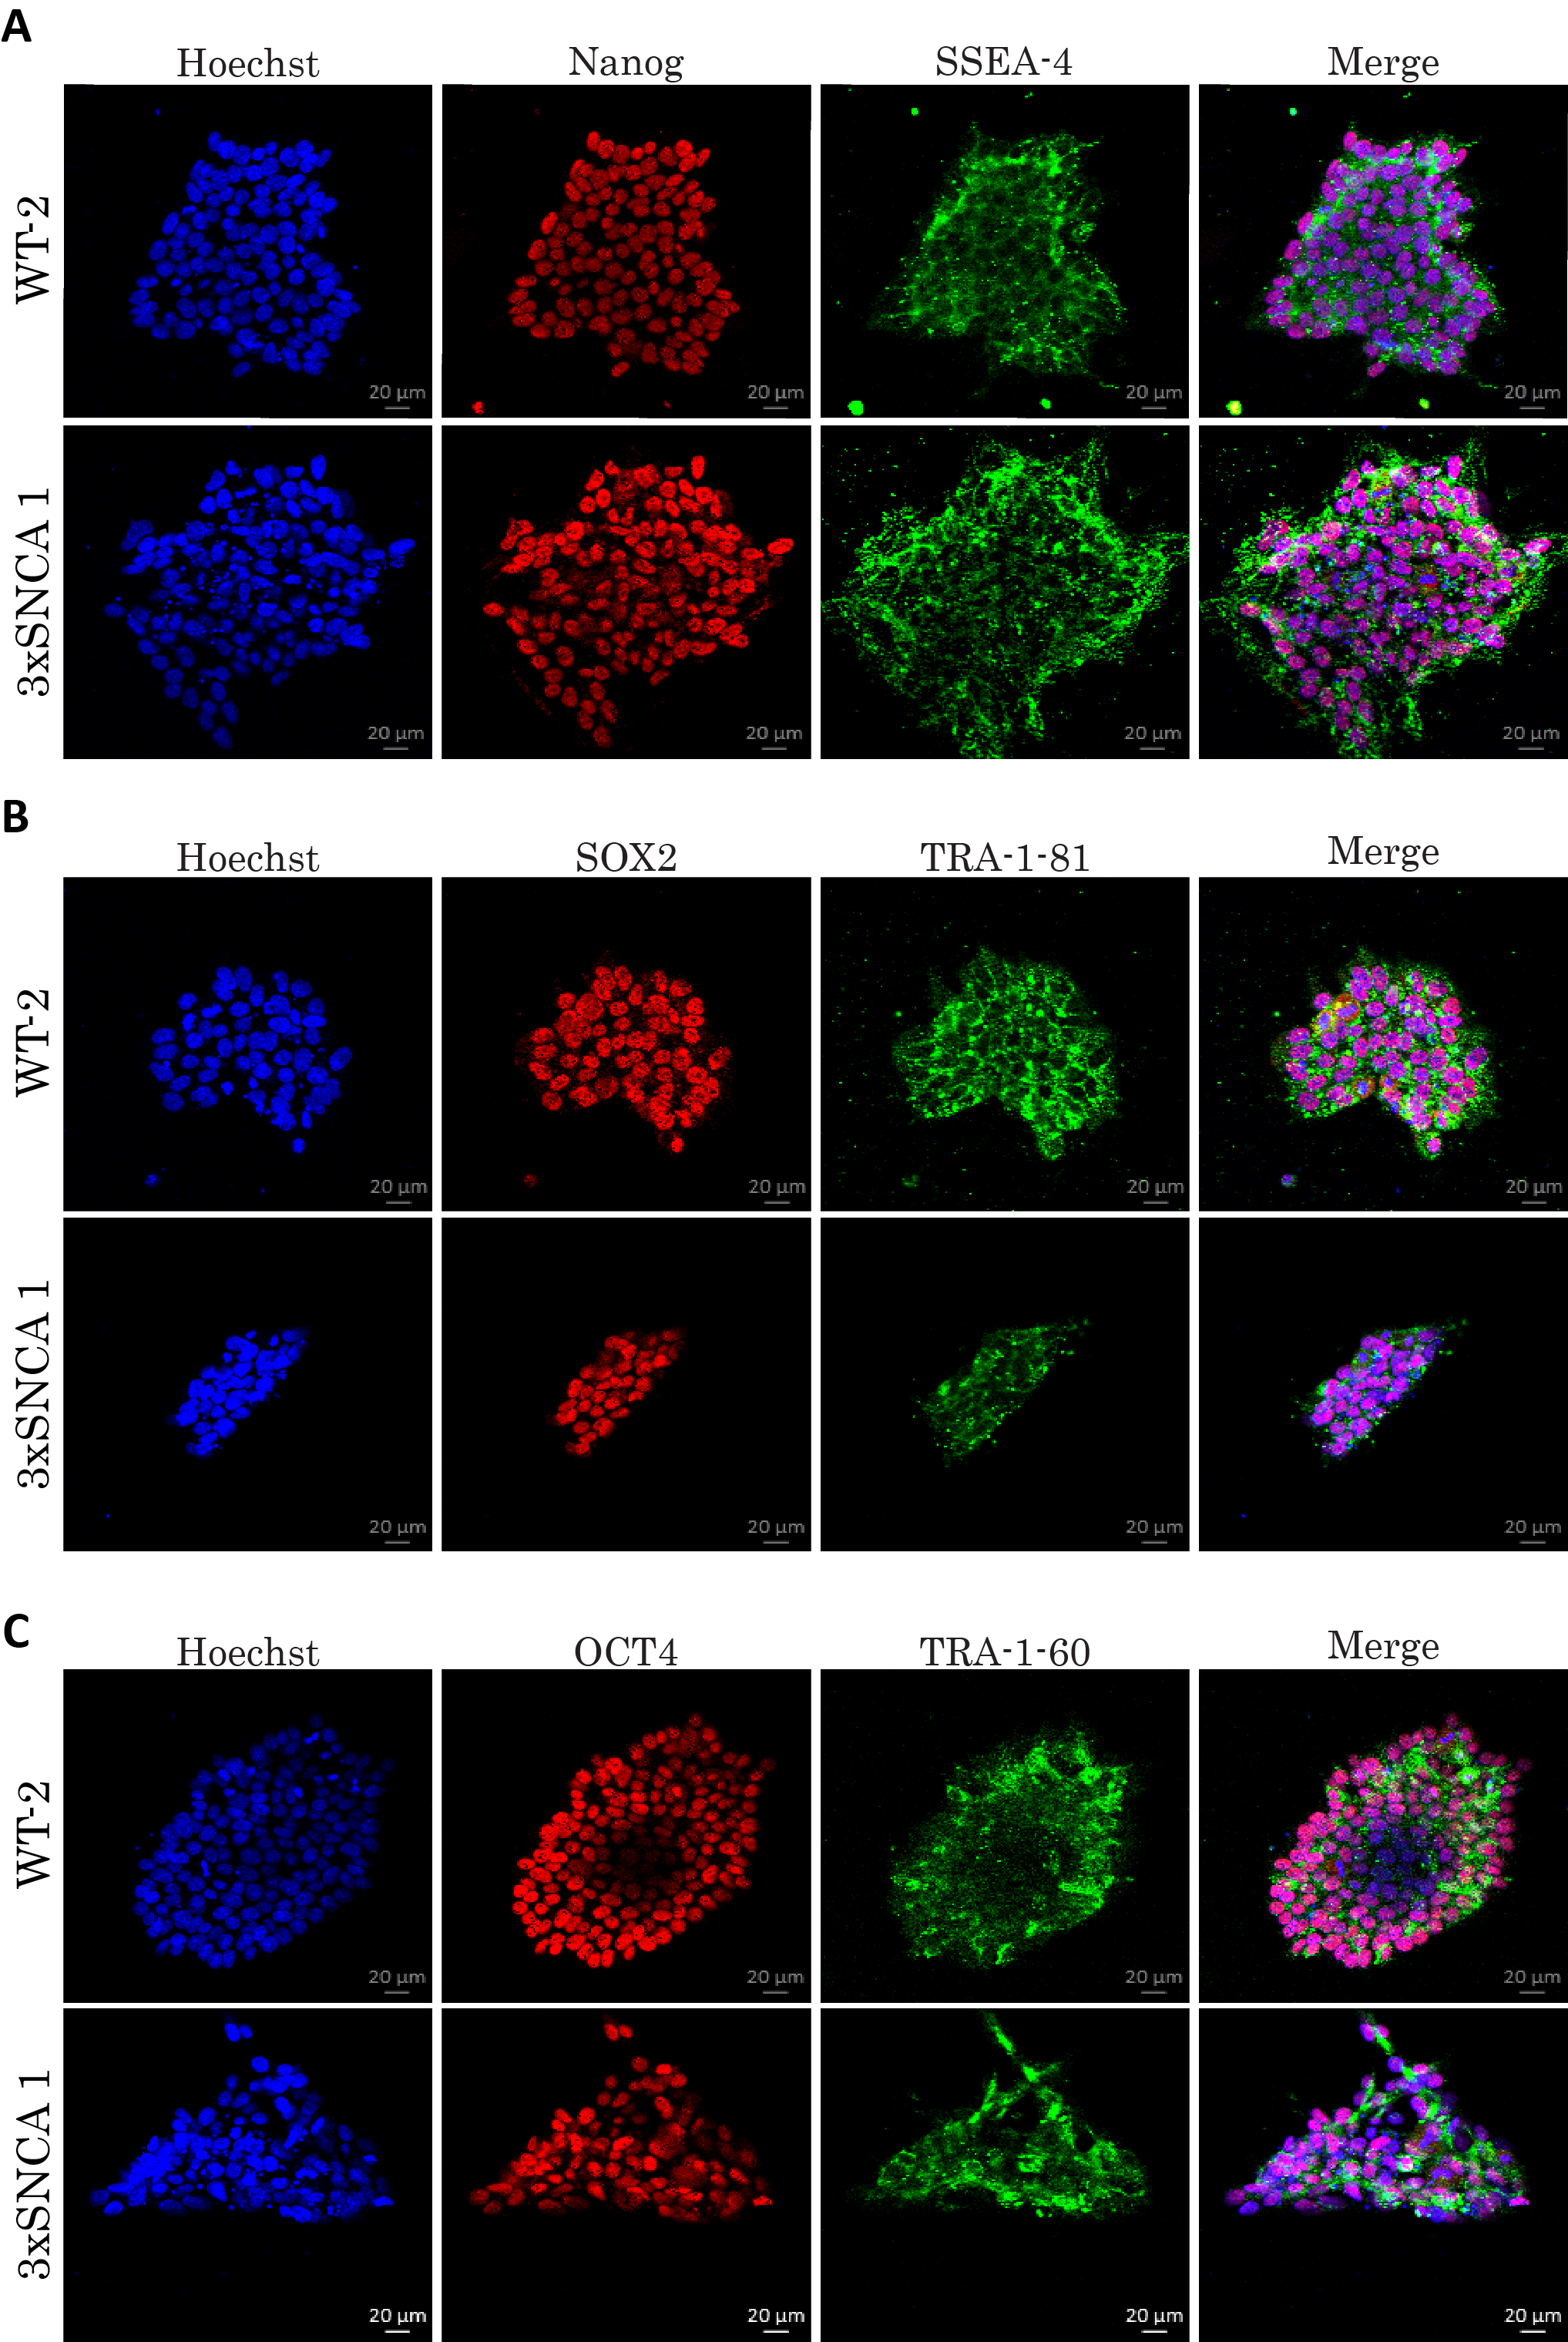 A
Hoechst Nanog SSEA-4 Merge
WT-2
20 µm 20 µm 20 µm 20 µm
3xSNCA 1
20 µm 20 µm 20 µm 20 µm
B
Hoechst SOX2 TRA-1-81 Merge
WT-2
20 µm 20 µm 20 µm 20 µm
3xSNCA 1
20 µm 20 µm 20 µm 20 µm
C
Hoechst OCT4 TRA-1-60 Merge
WT-2
20 µm 20 µm 20 µm 20 µm
3xSNCA 1
20 µm 20 µm 20 µm 20 µm